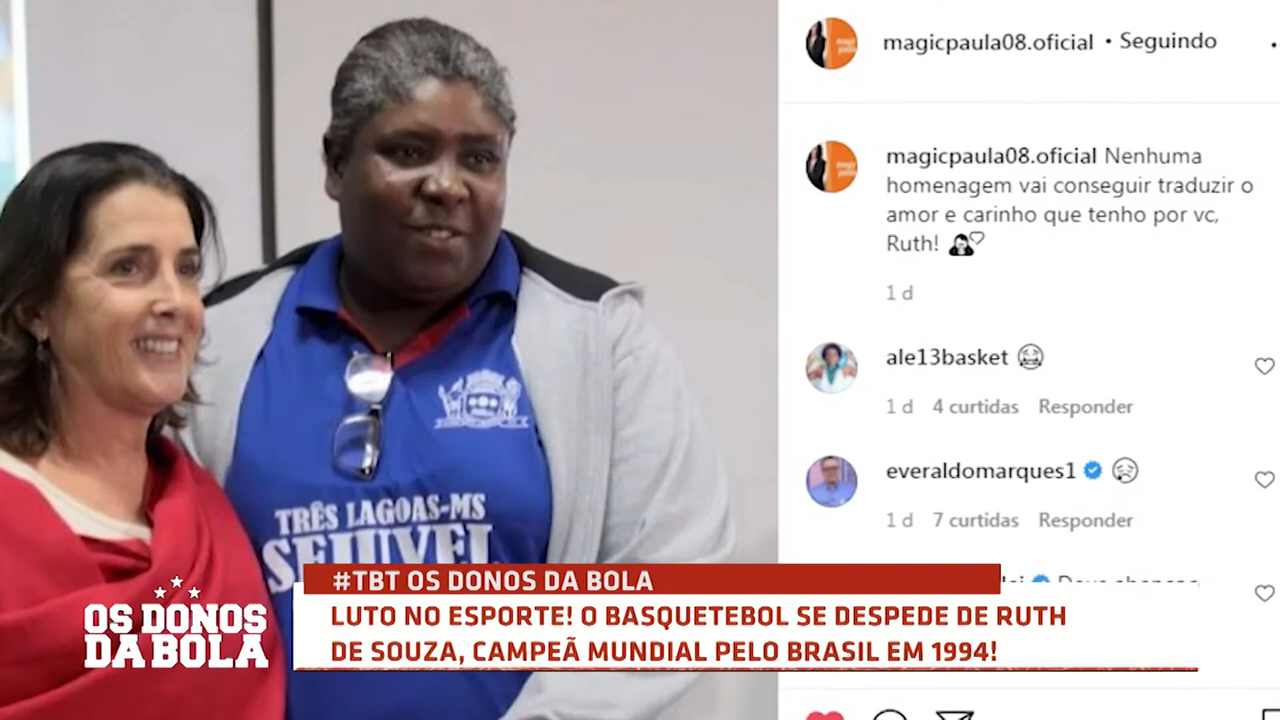 magicpaula08.oficial • Seguindo
magicpaula08.oficial Nenhuma
homenagem vai conseguir traduzir o
amor e carinho que tenho por vc,
Ruth!
1 d
ale13basket
1 d 4 curtidas Responder
everaldomarques1
1 d 7 curtidas Responder
TRÊS LAGOAS-MS
SEJUVEL
#TBT OS DONOS DA BOLA
LUTO NO ESPORTE! O BASQUETEBOL SE DESPEDE DE RUTH
DE SOUZA, CAMPEÃ MUNDIAL PELO BRASIL EM 1994!
OS DONOS
DA BOLA